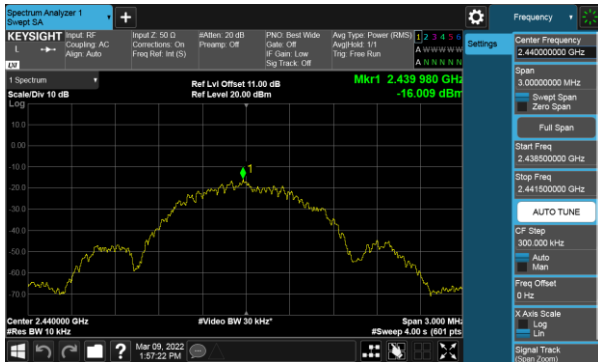 Spectrum Analyzer 1
Swept SA
+
Frequency
KEYSIGHT
Input: RF
Coupling: AC
Align: Auto
Input Z: 50 Ω
Corrections: On
Freq Ref: Int (S)
#Atten: 20 dB
Preamp: Off
PNO: Best Wide
Gate: Off
IF Gain: Low
Sig Track: Off
Avg Type: Power (RMS)
Avg|Hold: 1/1
Trig: Free Run
1 2 3 4 5 6
A W W W W W
A N N N N N
L
LXI
Settings
1 Spectrum
Scale/Div 10 dB
Log
Ref Lvl Offset 11.00 dB
Ref Level 20.00 dBm
Mkr1 2.439 980 GHz
-16.009 dBm
10.0
0.00
-10.0
-20.0
-30.0
-40.0
-50.0
-60.0
-70.0
1
Center 2.440000 GHz
#Res BW 10 kHz
#Video BW 30 kHz*
Span 3.000 MHz
#Sweep 4.00 s (601 pts
Mar 09, 2022
1:57:22 PM
?
Center Frequency
2.440000000 GHz
Span
3.00000000 MHz
Swept Span
Zero Span
Full Span
Start Freq
2.438500000 GHz
Stop Freq
2.441500000 GHz
AUTO TUNE
CF Step
300.000 kHz
Auto
Man
Freq Offset
0 Hz
X Axis Scale
Log
Lin
Signal Track
(Span Zoom)